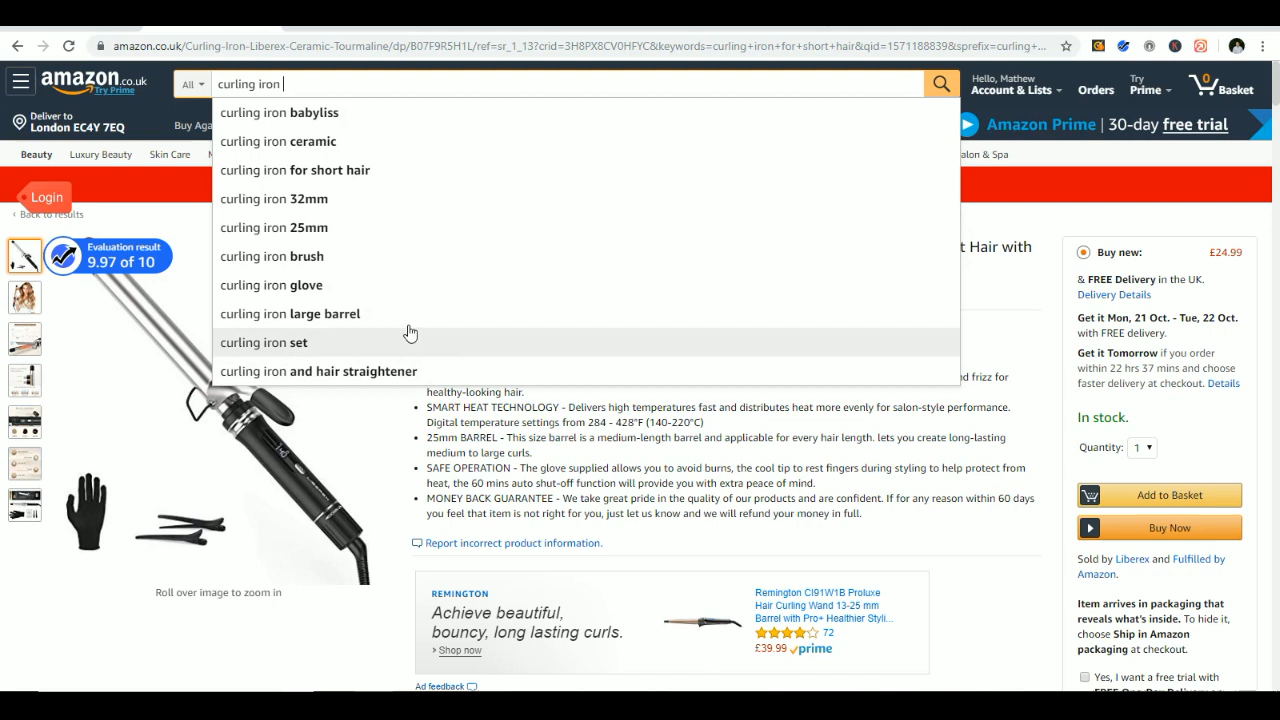 amazon.co.uk/Curling-Iron-Liberex-Ceramic-Tourmaline/dp/B07F9R5H1L/ref=sr_1_13?crid=3H8PX8CV0HFYC&keywords=curling+iron+for+short+hair&qid=1571188839&sprefix=curling+...
amazon.co.uk
Try Prime
All
curling iron
Hello, Mathew
Account & Lists
Orders
Try
Prime
0
Basket
Deliver to
London EC4Y 7EQ
Buy Aga
curling iron babyliss
curling iron ceramic
curling iron for short hair
curling iron 32mm
curling iron 25mm
curling iron brush
curling iron glove
curling iron large barrel
curling iron set
curling iron and hair straightener
Amazon Prime | 30-day free trial
Beauty Luxury Beauty Skin Care
alon & Spa
Login
‹ Back to results
Evaluation result
9.97 of 10
t Hair with
nd frizz for
healthy-looking hair.
• SMART HEAT TECHNOLOGY - Delivers high temperatures fast and distributes heat more evenly for salon-style performance.
Digital temperature settings from 284 - 428°F (140-220°C)
• 25mm BARREL - This size barrel is a medium-length barrel and applicable for every hair length. lets you create long-lasting
medium to large curls.
• SAFE OPERATION - The glove supplied allows you to avoid burns, the cool tip to rest fingers during styling to help protect from
heat, the 60 mins auto shut-off function will provide you with extra peace of mind.
• MONEY BACK GUARANTEE - We take great pride in the quality of our products and are confident. If for any reason within 60 days
you feel that item is not right for you, just let us know and we will refund your money in full.
Report incorrect product information.
Roll over image to zoom in
REMINGTON
Achieve beautiful,
bouncy, long lasting curls.
› Shop now
Remington CI91W1B Proluxe
Hair Curling Wand 13-25 mm
Barrel with Pro+ Healthier Styli...
72
£39.99 prime
Ad feedback
Buy new: £24.99
& FREE Delivery in the UK.
Delivery Details
Get it Mon, 21 Oct. - Tue, 22 Oct.
with FREE delivery.
Get it Tomorrow if you order
within 22 hrs 37 mins and choose
faster delivery at checkout. Details
In stock.
Quantity: 1
Add to Basket
Buy Now
Sold by Liberex and Fulfilled by
Amazon.
Item arrives in packaging that
reveals what's inside. To hide it,
choose Ship in Amazon
packaging at checkout.
Yes, I want a free trial with